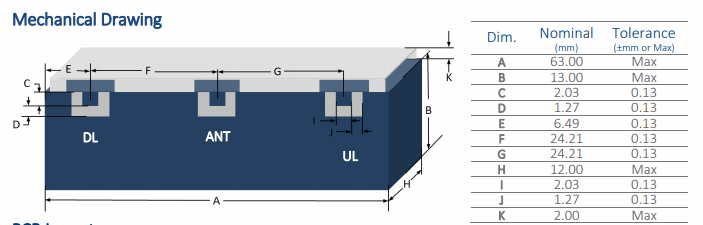 Mechanical Drawing
E F G
C
K
B
D
I
J
DL ANT UL
H
A
Dim. Nominal (mm) Tolerance (±mm or Max)
A 63.00 Max
B 13.00 Max
C 2.03 0.13
D 1.27 0.13
E 6.49 0.13
F 24.21 0.13
G 24.21 0.13
H 12.00 Max
I 2.03 0.13
J 1.27 0.13
K 2.00 Max